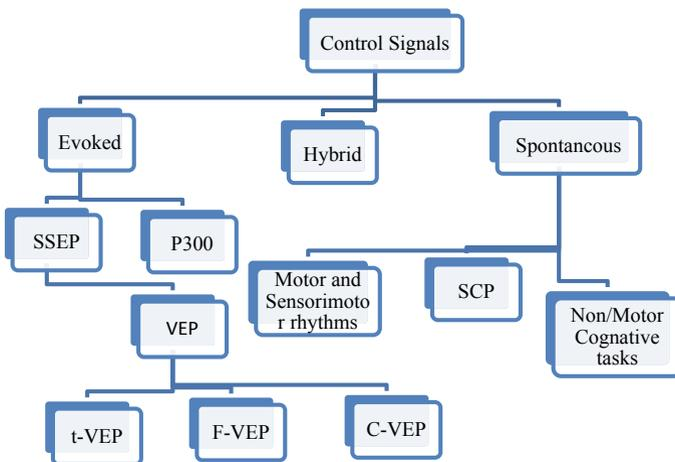 Control Signals
Evoked
Hybrid
Spontancous
SSEP
P300
Motor and
Sensorimoto
r rhythms
SCP
Non/Motor
Cognative
tasks
VEP
t-VEP
F-VEP
C-VEP